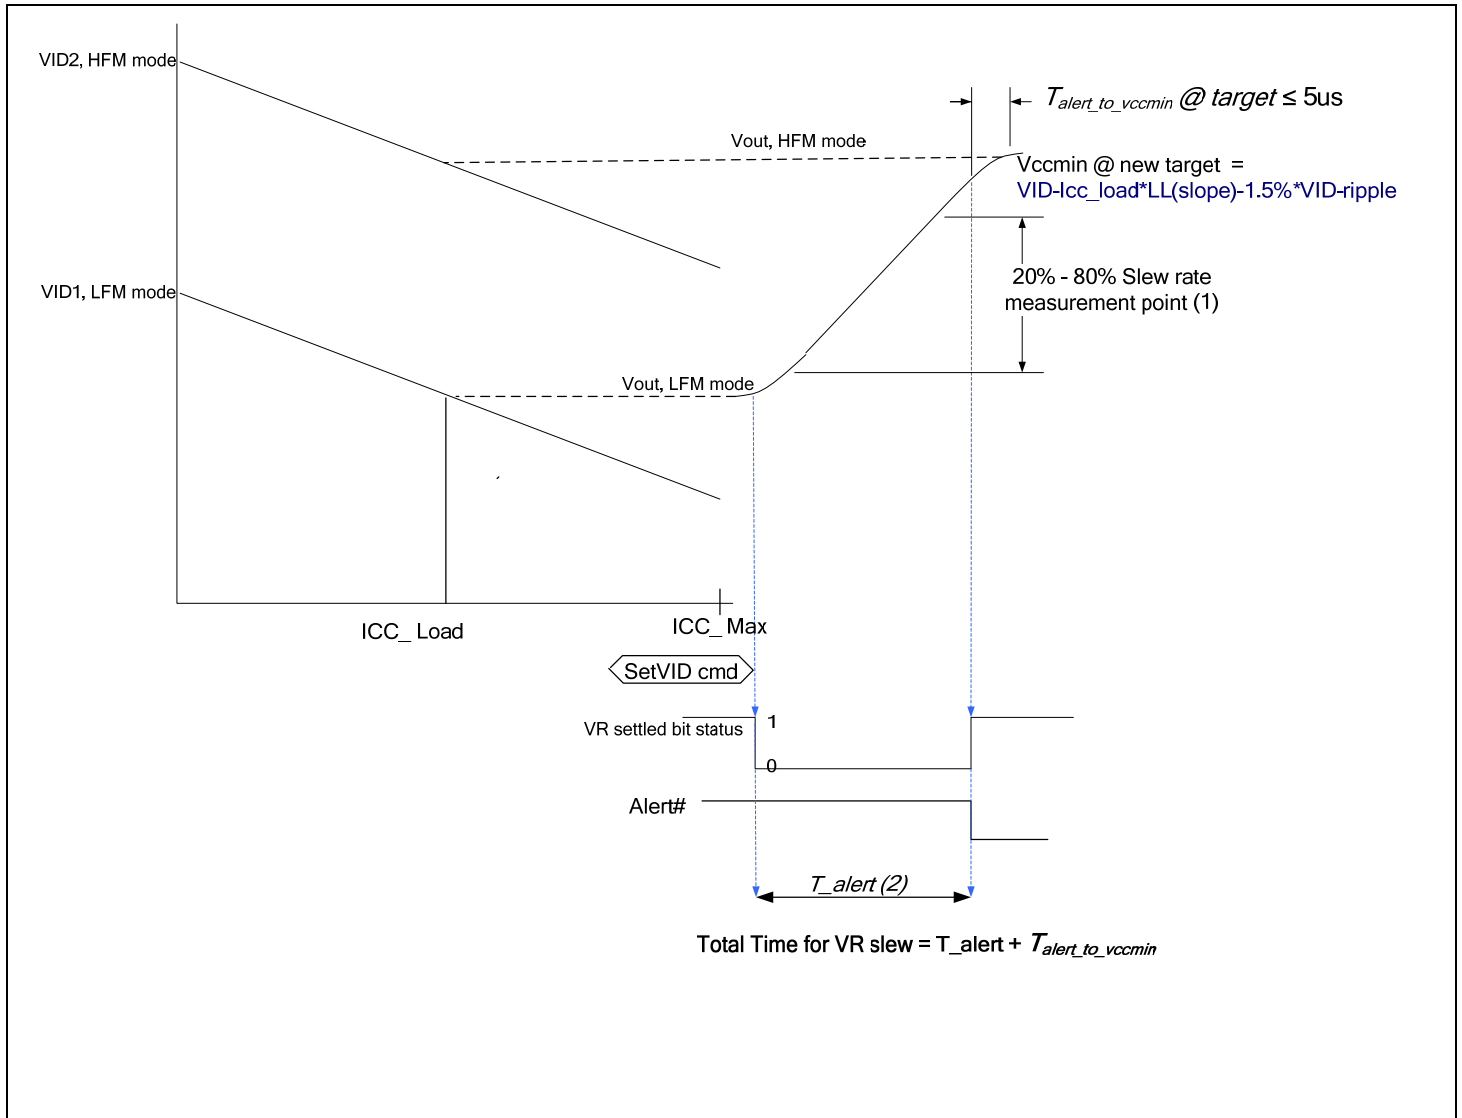 VID2, HFM mode
T_alert_to_vccmin @ target ≤ 5us
Vout, HFM mode
Vccmin @ new target =
VID-Icc_load*LL(slope)-1.5%*VID-ripple
20% - 80% Slew rate
measurement point (1)
VID1, LFM mode
Vout, LFM mode
ICC_ Load
ICC_ Max
SetVID cmd
VR settled bit status
1
0
Alert#
T_alert (2)
Total Time for VR slew = T_alert + T_alert_to_vccmin